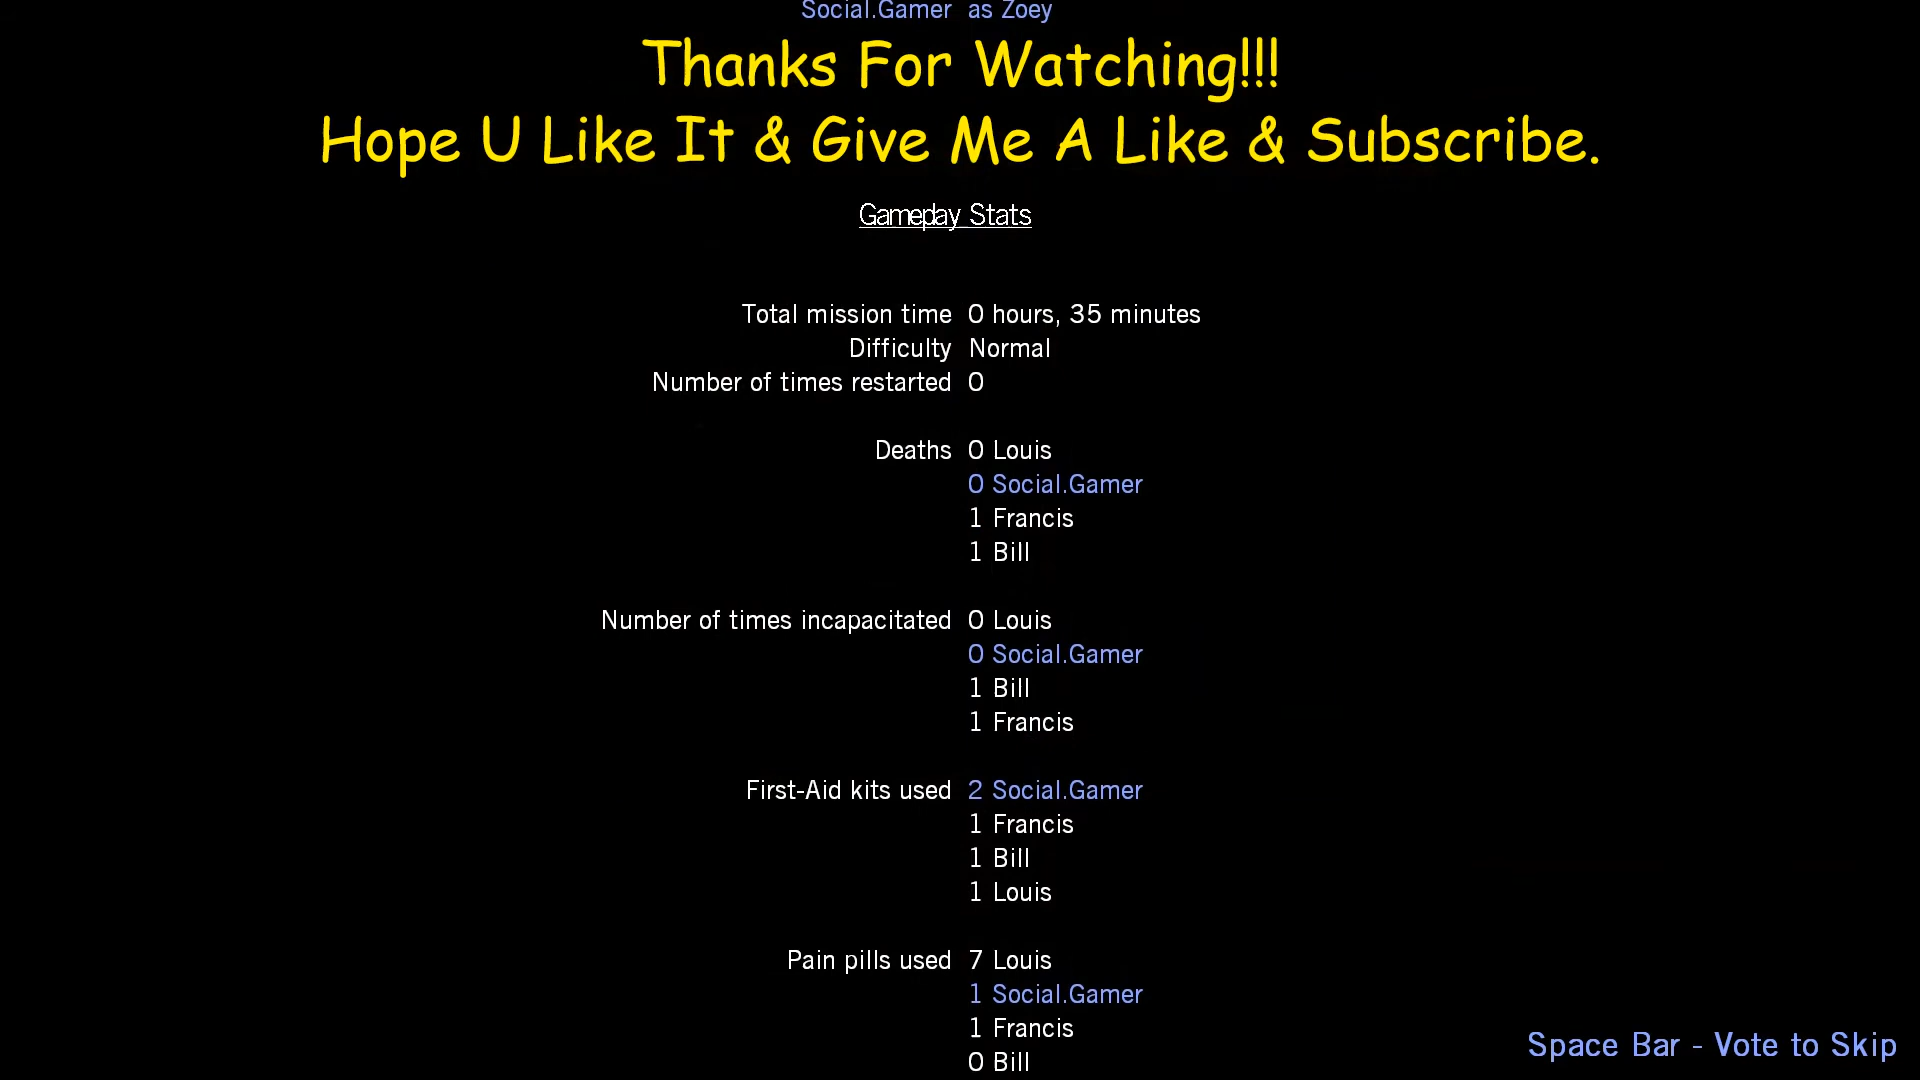 Social.Gamer as Zoey
Thanks For Watching!!!
Hope U Like It & Give Me A Like & Subscribe.
Gameplay Stats
Total mission time 0 hours, 35 minutes
Difficulty Normal
Number of times restarted 0
Deaths 0 Louis
0 Social.Gamer
1 Francis
1 Bill
Number of times incapacitated 0 Louis
0 Social.Gamer
1 Bill
1 Francis
First-Aid kits used 2 Social.Gamer
1 Francis
1 Bill
1 Louis
Pain pills used 7 Louis
1 Social.Gamer
1 Francis
0 Bill
Space Bar - Vote to Skip